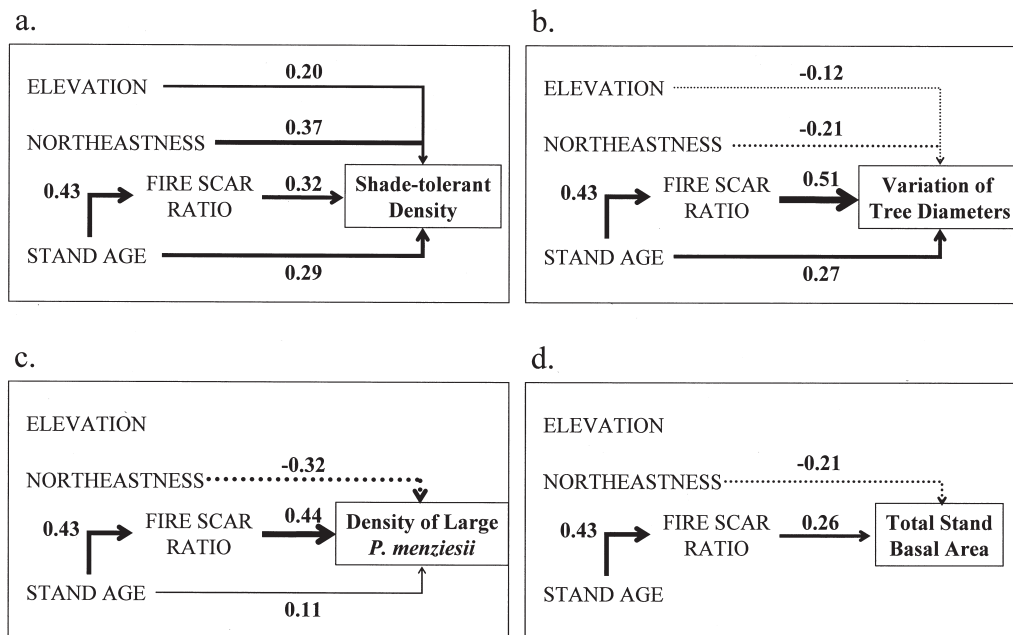 a.
0.20
ELEVATION
0.37
NORTHEASTNESS
0.43
FIRE SCAR
RATIO
0.32
Shade-tolerant
Density
STAND AGE
0.29
b.
-0.12
ELEVATION
-0.21
NORTHEASTNESS
0.43
FIRE SCAR
RATIO
0.51
Variation of
Tree Diameters
STAND AGE
0.27
c.
ELEVATION
-0.32
NORTHEASTNESS
0.43
FIRE SCAR
RATIO
0.44
Density of Large
P. menziesii
STAND AGE
0.11
d.
ELEVATION
-0.21
NORTHEASTNESS
0.43
FIRE SCAR
RATIO
0.26
Total Stand
Basal Area
STAND AGE